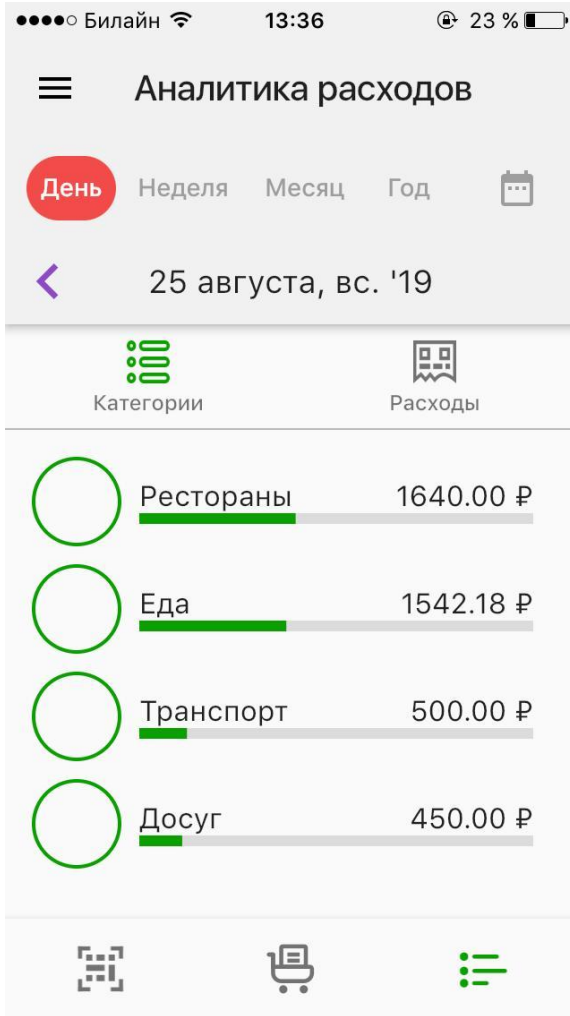 Билайн 13:36 23 %
Аналитика расходов
День Неделя Месяц Год
25 августа, вс. '19
Категории Расходы
Рестораны 1640.00 ₽
Еда 1542.18 ₽
Транспорт 500.00 ₽
Досуг 450.00 ₽